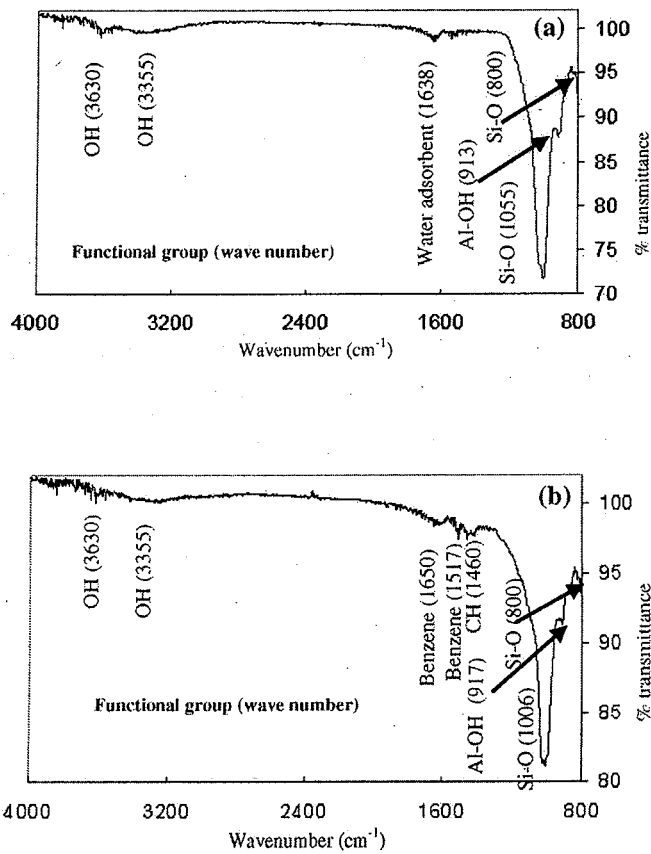 (a)
95
90
85
80
75
70
% transmittance
OH (3630)
OH (3355)
Water adsorbent (1638)
Al-OH (913)
Si-O (1055)
Si-O (800)
Functional group (wave number)
4000 3200 2400 1600 800
Wavenumber (cm⁻¹)
(b)
100
95
90
85
80
% transmittance
OH (3630)
OH (3355)
Benzene (1650)
Benzene (1517)
CH (1460)
Al-OH (917)
Si-O (800)
Si-O (1006)
Functional group (wave number)
4000 3200 2400 1600 800
Wavenumber (cm⁻¹)